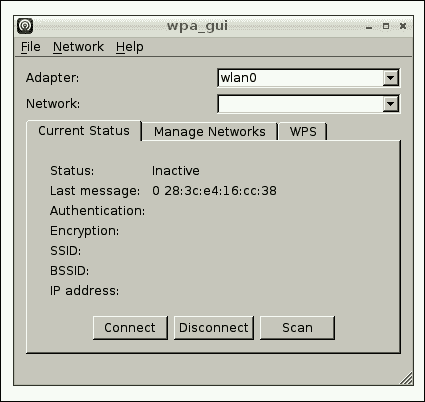 wpa_gui
File Network Help
Adapter: wlan0
Network:
Current Status Manage Networks WPS
Status: Inactive
Last message: 0 28:3c:e4:16:cc:38
Authentication:
Encryption:
SSID:
BSSID:
IP address:
Connect Disconnect Scan